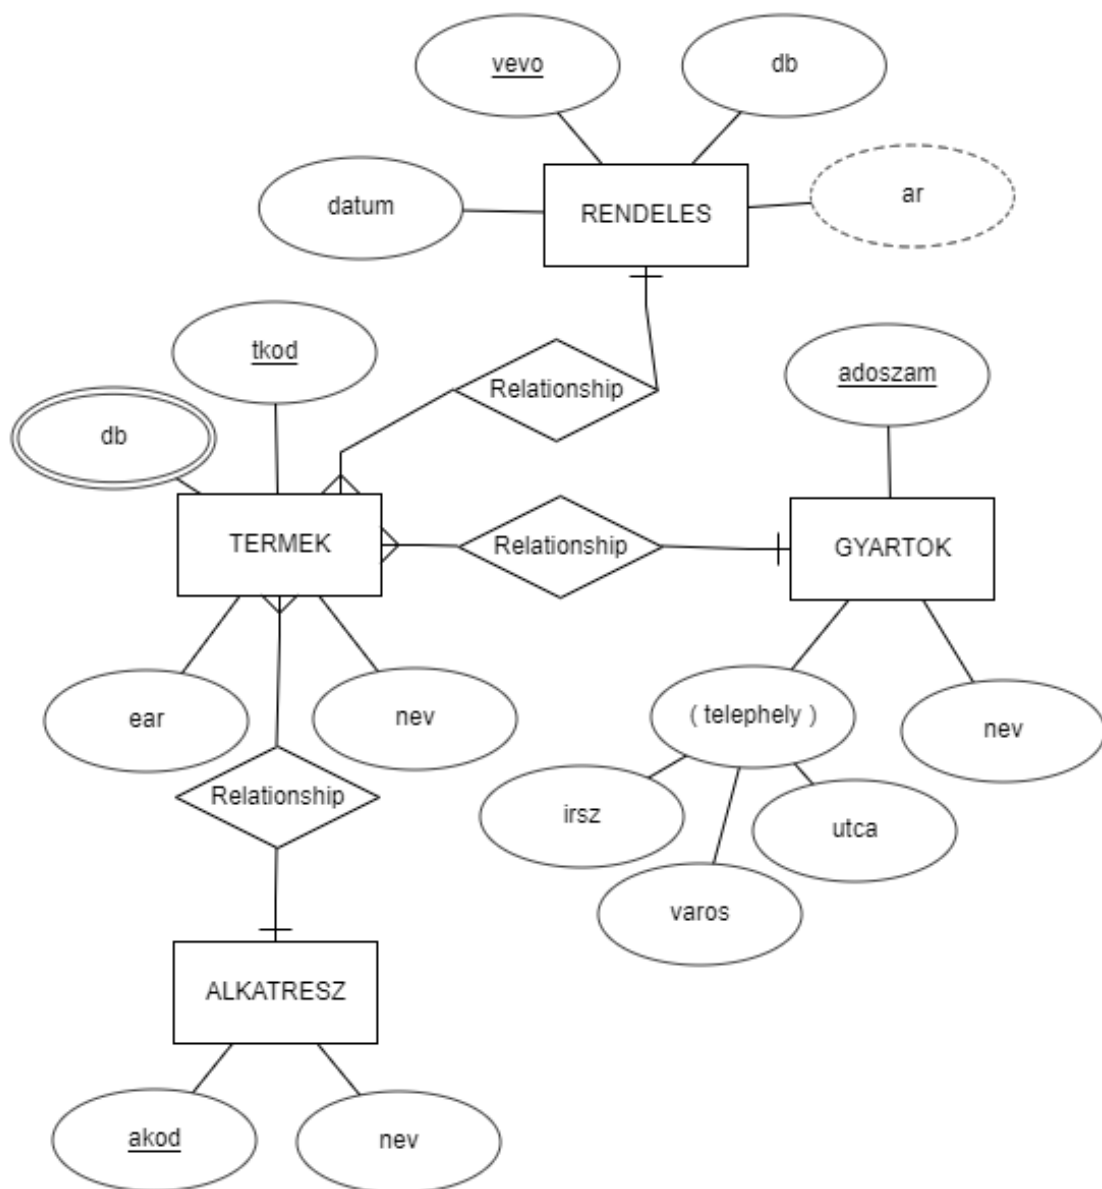 vevo
db
datum
RENDELES
ar
tkod
db
Relationship
adoszam
TERMEK
Relationship
GYARTOK
ear
nev
( telephely )
nev
Relationship
irsz
utca
varos
ALKATRESZ
akod
nev